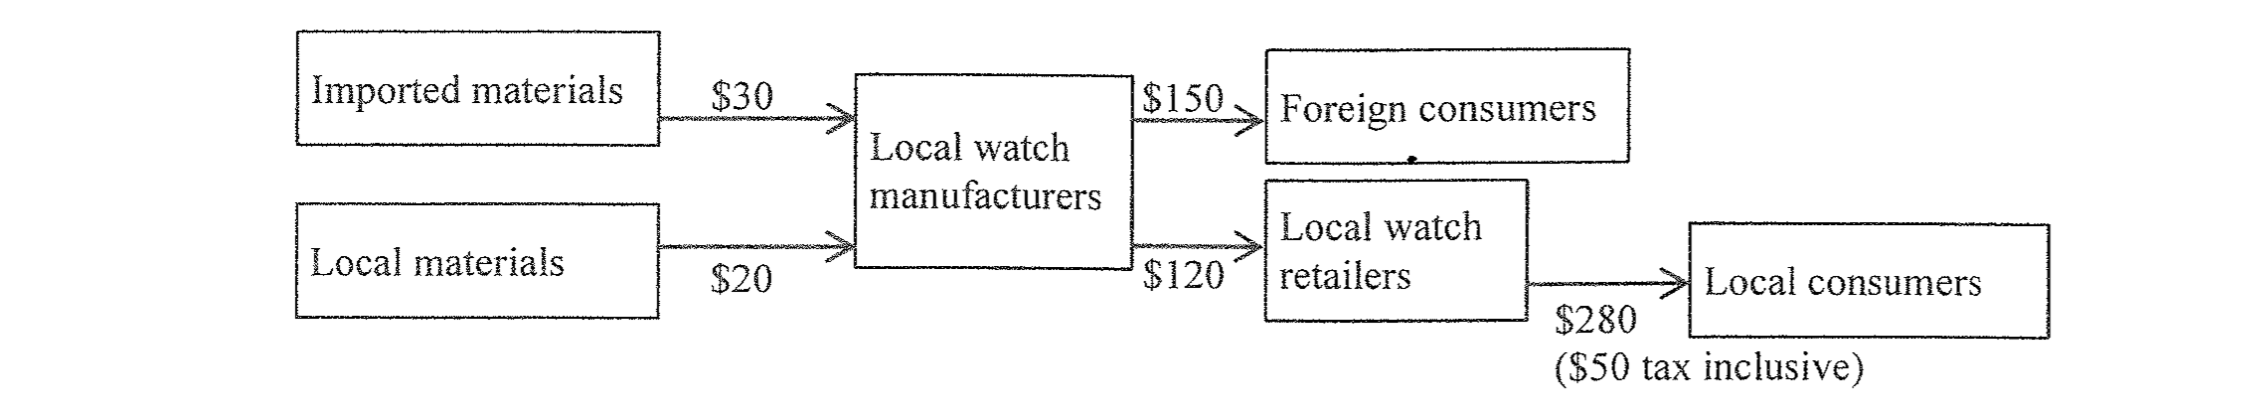 Imported materials
$30
Local materials
$20
Local watch
manufacturers
$150
Foreign consumers
$120
Local watch
retailers
$280
($50 tax inclusive)
Local consumers